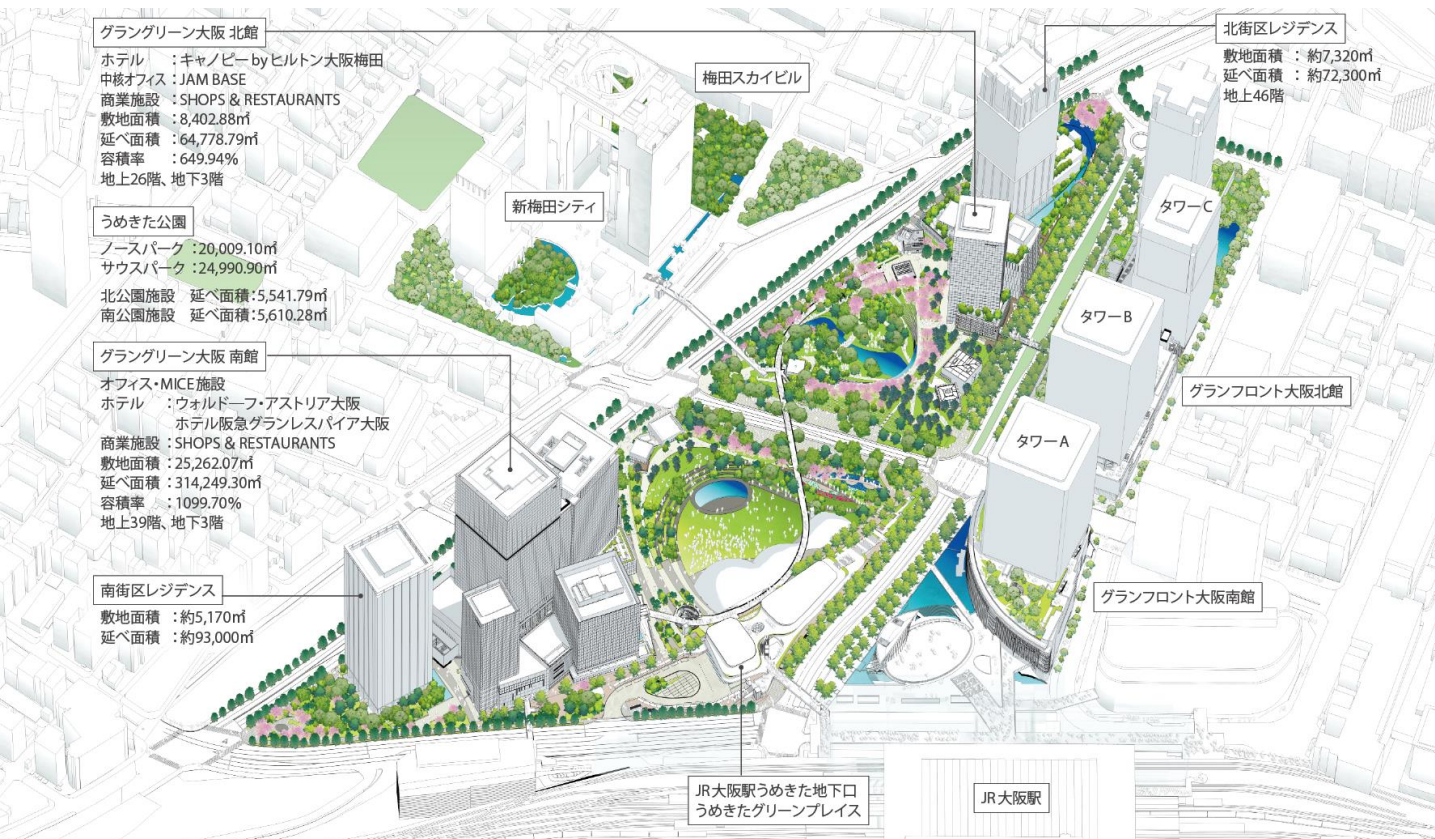 グラングリーン大阪 北館
ホテル　：キャノピー by ヒルトン大阪梅田
中核オフィス：JAM BASE
商業施設 ：SHOPS & RESTAURANTS
敷地面積 ：8,402.88㎡
延べ面積 ：64,778.79㎡
容積率　：649.94%
地上26階、地下3階
うめきた公園
ノースパーク ：20,009.10㎡
サウスパーク ：24,990.90㎡
北公園施設　延べ面積：5,541.79㎡
南公園施設　延べ面積：5,610.28㎡
グラングリーン大阪 南館
オフィス・MICE施設
ホテル　：ウォルドーフ・アストリア大阪
ホテル阪急グランレスパイア大阪
商業施設 ：SHOPS & RESTAURANTS
敷地面積 ：25,262.07㎡
延べ面積 ：314,249.30㎡
容積率　：1099.70%
地上39階、地下3階
南街区レジデンス
敷地面積 ：約5,170㎡
延べ面積 ：約93,000㎡
梅田スカイビル
新梅田シティ
北街区レジデンス
敷地面積 ：約7,320㎡
延べ面積 ：約72,300㎡
地上46階
タワーC
タワーB
タワーA
グランフロント大阪北館
グランフロント大阪南館
JR大阪駅うめきた地下口
うめきたグリーンプレイス
JR大阪駅